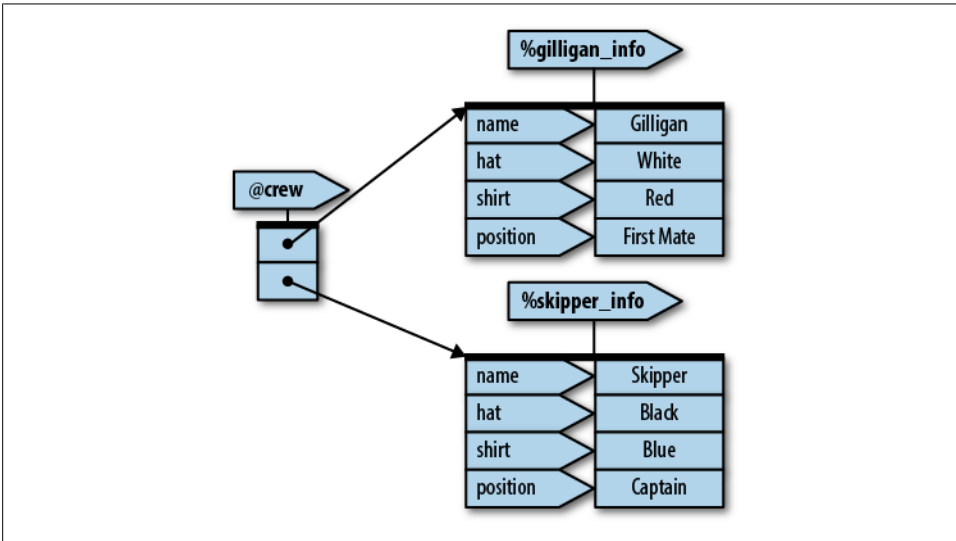 %gilligan_info
name Gilligan
hat White
@crew
shirt Red
position First Mate
%skipper_info
name Skipper
hat Black
shirt Blue
position Captain